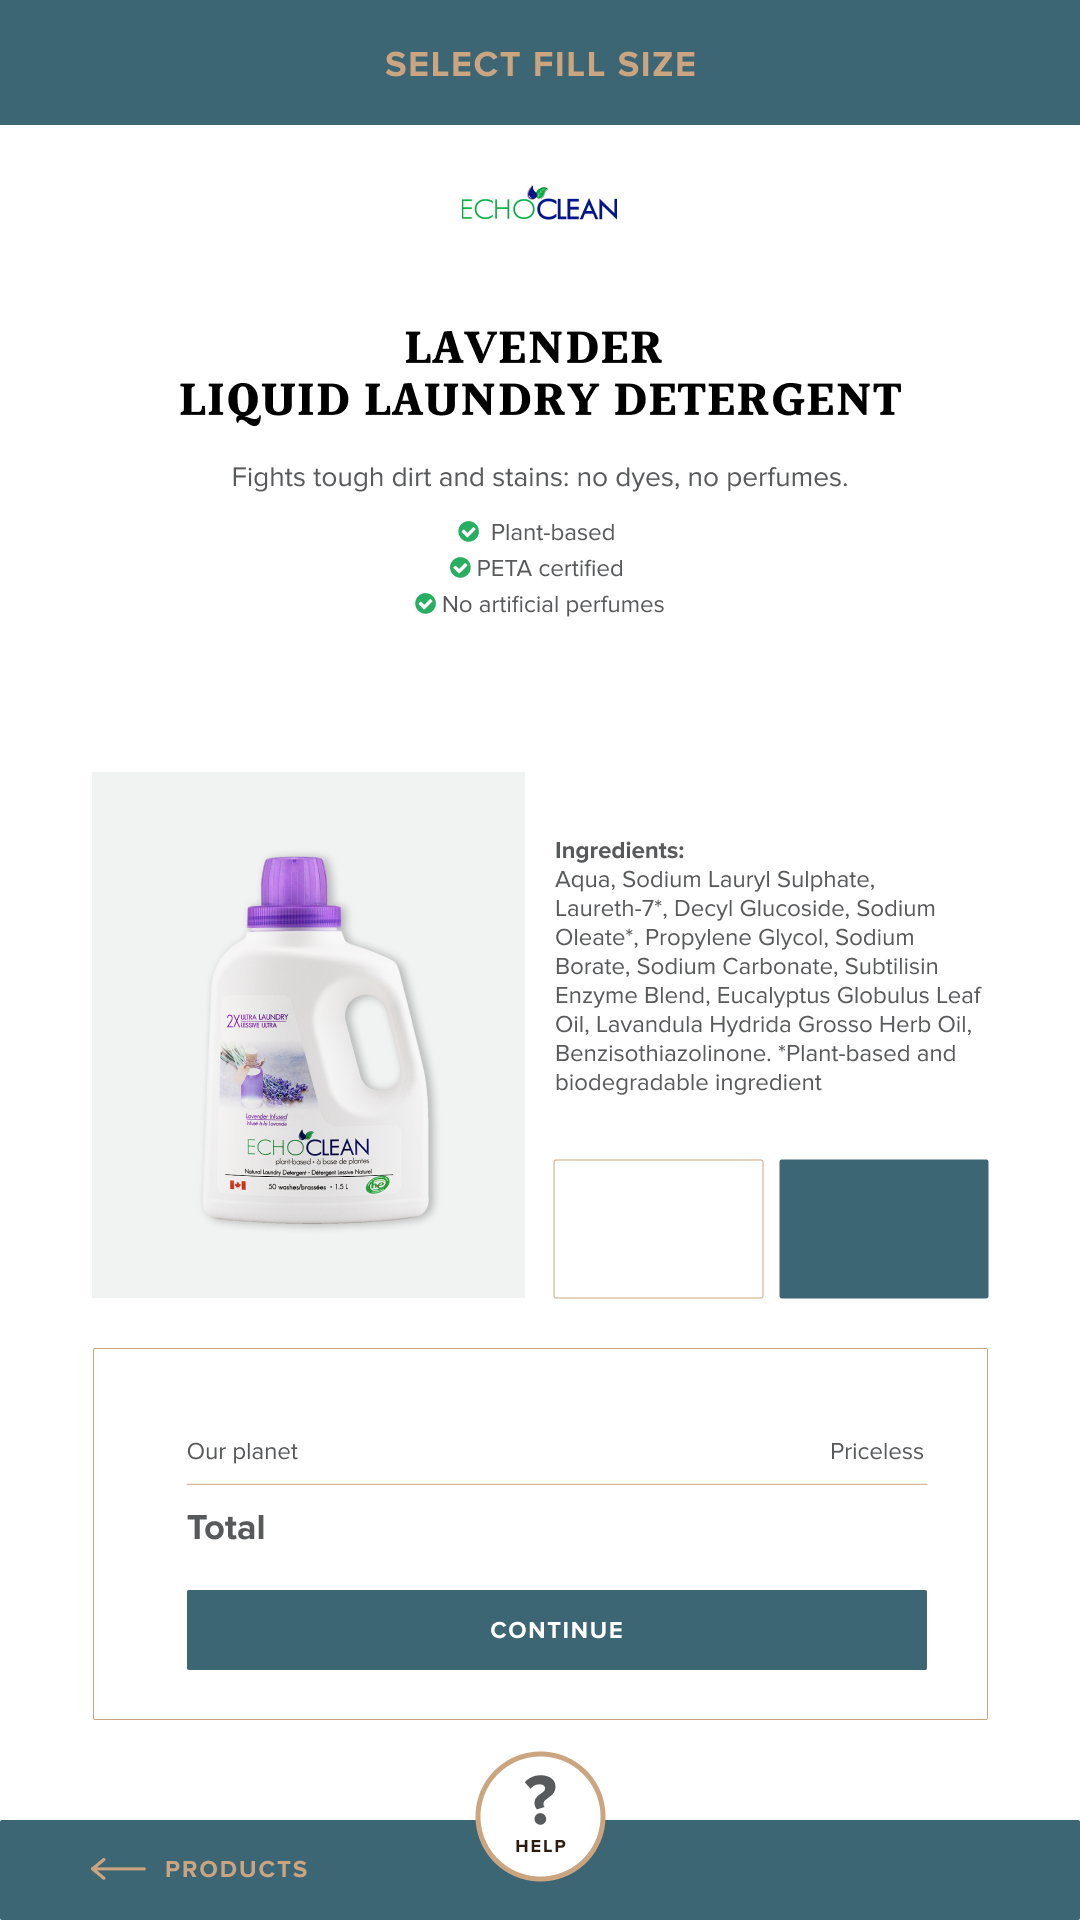 SELECT FILL SIZE
ECHOCLEAN
LAVENDER
LIQUID LAUNDRY DETERGENT
Fights tough dirt and stains: no dyes, no perfumes.
Plant-based
PETA certified
No artificial perfumes
2X ULTRA LAUNDRY
LESSIVE ULTRA
Lavender Infused
Infusé à la lavande
ECHOCLEAN
plant-based • à base de plantes
Natural Laundry Detergent • Détergent Lessive Naturel
50 washes/brassées • 1.5 L
he
Ingredients:
Aqua, Sodium Lauryl Sulphate,
Laureth-7*, Decyl Glucoside, Sodium
Oleate*, Propylene Glycol, Sodium
Borate, Sodium Carbonate, Subtilisin
Enzyme Blend, Eucalyptus Globulus Leaf
Oil, Lavandula Hydrida Grosso Herb Oil,
Benzisothiazolinone. *Plant-based and
biodegradable ingredient
Our planet Priceless
Total
CONTINUE
?
HELP
PRODUCTS